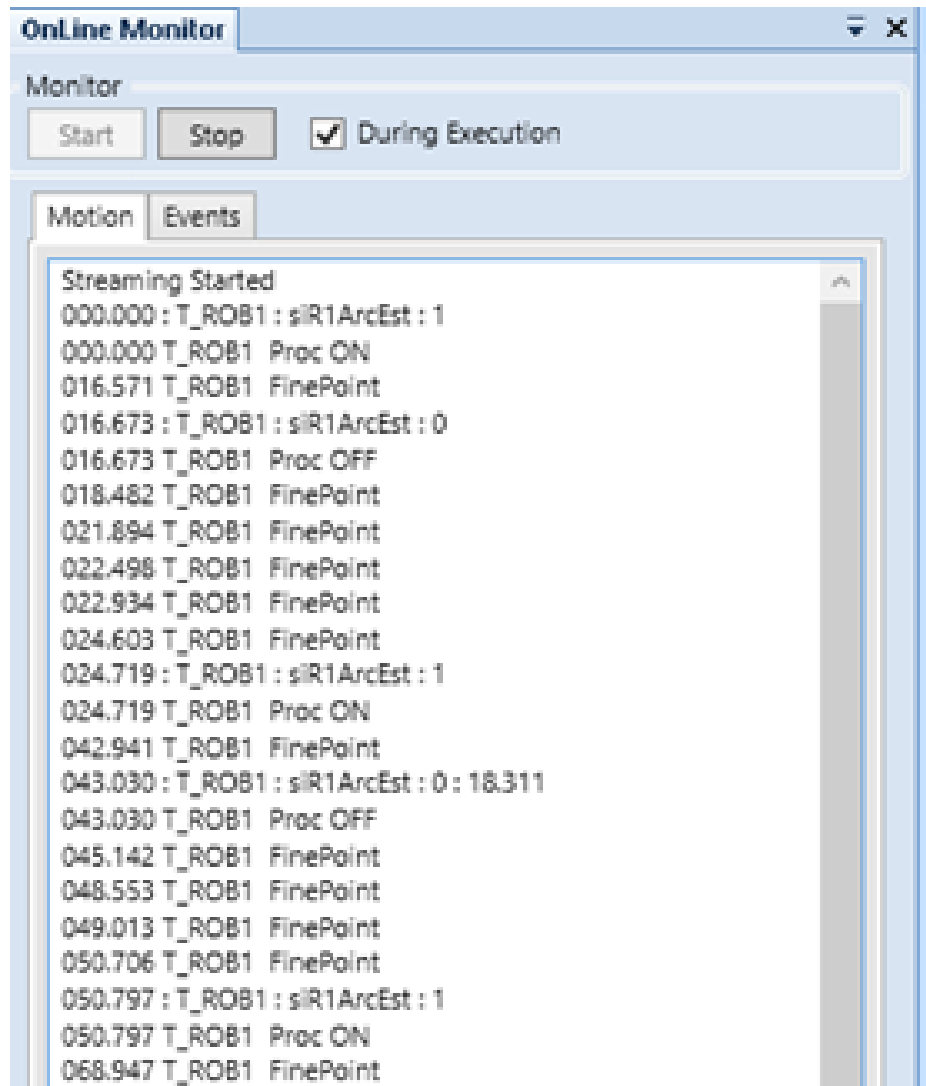 OnLine Monitor
Monitor
Start Stop During Execution
Motion Events
Streaming Started
000.000 : T_ROB1 : siR1ArcEst : 1
000.000 T_ROB1 Proc ON
016.571 T_ROB1 FinePoint
016.673 : T_ROB1 : siR1ArcEst : 0
016.673 T_ROB1 Proc OFF
018.482 T_ROB1 FinePoint
021.894 T_ROB1 FinePoint
022.498 T_ROB1 FinePoint
022.934 T_ROB1 FinePoint
024.603 T_ROB1 FinePoint
024.719 : T_ROB1 : siR1ArcEst : 1
024.719 T_ROB1 Proc ON
042.941 T_ROB1 FinePoint
043.030 : T_ROB1 : siR1ArcEst : 0 : 18.311
043.030 T_ROB1 Proc OFF
045.142 T_ROB1 FinePoint
048.553 T_ROB1 FinePoint
049.013 T_ROB1 FinePoint
050.706 T_ROB1 FinePoint
050.797 : T_ROB1 : siR1ArcEst : 1
050.797 T_ROB1 Proc ON
068.947 T_ROB1 FinePoint